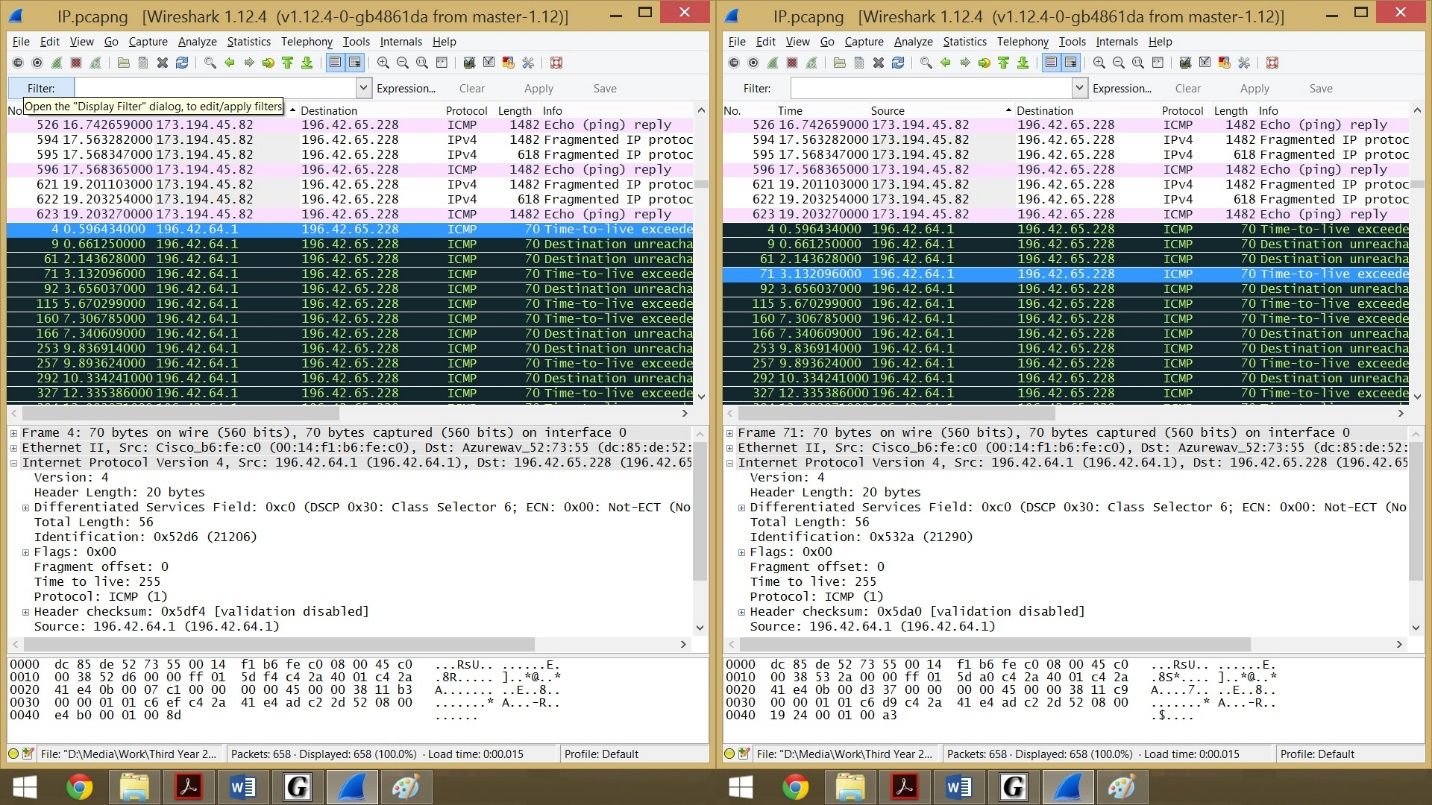 IP.pcapng [Wireshark 1.12.4 (v1.12.4-0-gb4861da from master-1.12)]
File Edit View Go Capture Analyze Statistics Telephony Tools Internals Help
Filter: Expression... Clear Apply Save
Open the "Display Filter" dialog, to edit/apply filters
No. Destination Protocol Length Info
526 16.742659000 173.194.45.82 196.42.65.228 ICMP 1482 Echo (ping) reply
594 17.563282000 173.194.45.82 196.42.65.228 IPv4 1482 Fragmented IP protoc
595 17.568347000 173.194.45.82 196.42.65.228 IPv4 618 Fragmented IP protoc
596 17.568365000 173.194.45.82 196.42.65.228 ICMP 1482 Echo (ping) reply
621 19.201103000 173.194.45.82 196.42.65.228 IPv4 1482 Fragmented IP protoc
622 19.203254000 173.194.45.82 196.42.65.228 IPv4 618 Fragmented IP protoc
623 19.203270000 173.194.45.82 196.42.65.228 ICMP 1482 Echo (ping) reply
4 0.596434000 196.42.64.1 196.42.65.228 ICMP 70 Time-to-live exceede
9 0.661250000 196.42.64.1 196.42.65.228 ICMP 70 Destination unreacha
61 2.143628000 196.42.64.1 196.42.65.228 ICMP 70 Destination unreacha
71 3.132096000 196.42.64.1 196.42.65.228 ICMP 70 Time-to-live exceede
92 3.656037000 196.42.64.1 196.42.65.228 ICMP 70 Destination unreacha
115 5.670299000 196.42.64.1 196.42.65.228 ICMP 70 Time-to-live exceede
160 7.306785000 196.42.64.1 196.42.65.228 ICMP 70 Time-to-live exceede
166 7.340609000 196.42.64.1 196.42.65.228 ICMP 70 Destination unreacha
253 9.836914000 196.42.64.1 196.42.65.228 ICMP 70 Destination unreacha
257 9.893624000 196.42.64.1 196.42.65.228 ICMP 70 Time-to-live exceede
292 10.334241000 196.42.64.1 196.42.65.228 ICMP 70 Destination unreacha
327 12.335386000 196.42.64.1 196.42.65.228 ICMP 70 Time-to-live exceede
Frame 4: 70 bytes on wire (560 bits), 70 bytes captured (560 bits) on interface 0
Ethernet II, Src: Cisco_b6:fe:c0 (00:14:f1:b6:fe:c0), Dst: Azurewav_52:73:55 (dc:85:de:52:
Internet Protocol Version 4, Src: 196.42.64.1 (196.42.64.1), Dst: 196.42.65.228 (196.42.65
Version: 4
Header Length: 20 bytes
Differentiated Services Field: 0xc0 (DSCP 0x30: Class Selector 6; ECN: 0x00: Not-ECT (No
Total Length: 56
Identification: 0x52d6 (21206)
Flags: 0x00
Fragment offset: 0
Time to live: 255
Protocol: ICMP (1)
Header checksum: 0x5df4 [validation disabled]
Source: 196.42.64.1 (196.42.64.1)
0000 dc 85 de 52 73 55 00 14 f1 b6 fe c0 08 00 45 c0 ...RsU.. ......E.
0010 00 38 52 d6 00 00 ff 01 5d f4 c4 2a 40 01 c4 2a .8R..... ]..*@..*
0020 41 e4 0b 00 07 c1 00 00 00 00 45 00 00 38 11 b3 A....... ..E..8..
0030 00 00 01 01 c6 ef c4 2a 41 e4 ad c2 2d 52 08 00 .......* A...-R..
0040 e4 b0 00 01 00 8d ......
File: "D:\Media\Work\Third Year 2... Packets: 658 · Displayed: 658 (100.0%) · Load time: 0:00.015 Profile: Default
IP.pcapng [Wireshark 1.12.4 (v1.12.4-0-gb4861da from master-1.12)]
File Edit View Go Capture Analyze Statistics Telephony Tools Internals Help
Filter: Expression... Clear Apply Save
No. Time Source Destination Protocol Length Info
526 16.742659000 173.194.45.82 196.42.65.228 ICMP 1482 Echo (ping) reply
594 17.563282000 173.194.45.82 196.42.65.228 IPv4 1482 Fragmented IP protoc
595 17.568347000 173.194.45.82 196.42.65.228 IPv4 618 Fragmented IP protoc
596 17.568365000 173.194.45.82 196.42.65.228 ICMP 1482 Echo (ping) reply
621 19.201103000 173.194.45.82 196.42.65.228 IPv4 1482 Fragmented IP protoc
622 19.203254000 173.194.45.82 196.42.65.228 IPv4 618 Fragmented IP protoc
623 19.203270000 173.194.45.82 196.42.65.228 ICMP 1482 Echo (ping) reply
4 0.596434000 196.42.64.1 196.42.65.228 ICMP 70 Time-to-live exceede
9 0.661250000 196.42.64.1 196.42.65.228 ICMP 70 Destination unreacha
61 2.143628000 196.42.64.1 196.42.65.228 ICMP 70 Destination unreacha
71 3.132096000 196.42.64.1 196.42.65.228 ICMP 70 Time-to-live exceede
92 3.656037000 196.42.64.1 196.42.65.228 ICMP 70 Destination unreacha
115 5.670299000 196.42.64.1 196.42.65.228 ICMP 70 Time-to-live exceede
160 7.306785000 196.42.64.1 196.42.65.228 ICMP 70 Time-to-live exceede
166 7.340609000 196.42.64.1 196.42.65.228 ICMP 70 Destination unreacha
253 9.836914000 196.42.64.1 196.42.65.228 ICMP 70 Destination unreacha
257 9.893624000 196.42.64.1 196.42.65.228 ICMP 70 Time-to-live exceede
292 10.334241000 196.42.64.1 196.42.65.228 ICMP 70 Destination unreacha
327 12.335386000 196.42.64.1 196.42.65.228 ICMP 70 Time-to-live exceede
Frame 71: 70 bytes on wire (560 bits), 70 bytes captured (560 bits) on interface 0
Ethernet II, Src: Cisco_b6:fe:c0 (00:14:f1:b6:fe:c0), Dst: Azurewav_52:73:55 (dc:85:de:52:
Internet Protocol Version 4, Src: 196.42.64.1 (196.42.64.1), Dst: 196.42.65.228 (196.42.65
Version: 4
Header Length: 20 bytes
Differentiated Services Field: 0xc0 (DSCP 0x30: Class Selector 6; ECN: 0x00: Not-ECT (No
Total Length: 56
Identification: 0x532a (21290)
Flags: 0x00
Fragment offset: 0
Time to live: 255
Protocol: ICMP (1)
Header checksum: 0x5da0 [validation disabled]
Source: 196.42.64.1 (196.42.64.1)
0000 dc 85 de 52 73 55 00 14 f1 b6 fe c0 08 00 45 c0 ...RsU.. ......E.
0010 00 38 53 2a 00 00 ff 01 5d a0 c4 2a 40 01 c4 2a .8S*.... ]..*@..*
0020 41 e4 0b 00 d3 37 00 00 00 00 45 00 00 38 11 c9 A....7.. ..E..8..
0030 00 00 01 01 c6 d9 c4 2a 41 e4 ad c2 2d 52 08 00 .......* A...-R..
0040 19 24 00 01 00 a3 .$....
File: "D:\Media\Work\Third Year 2... Packets: 658 · Displayed: 658 (100.0%) · Load time: 0:00.015 Profile: Default